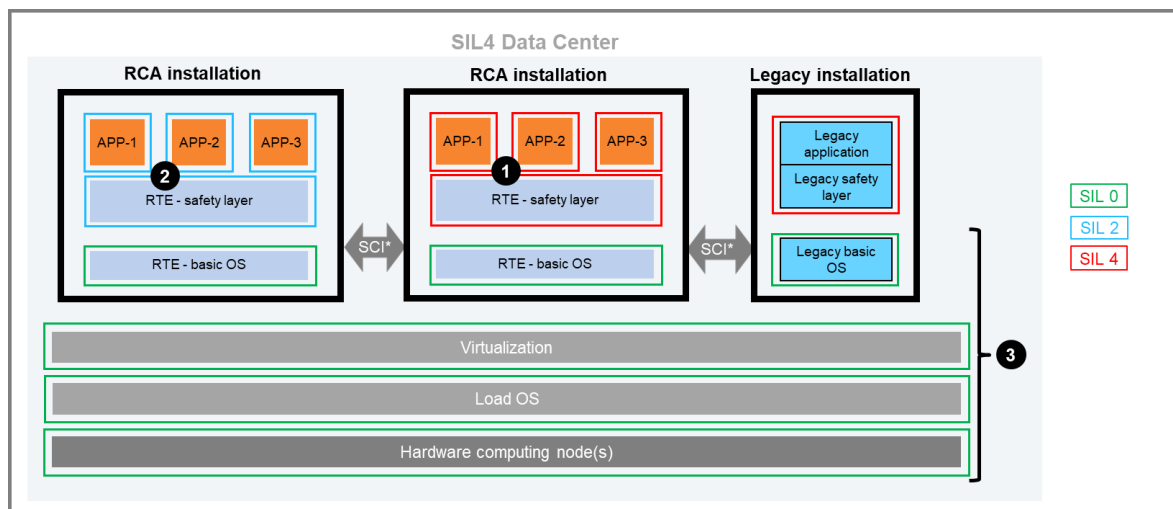 SIL4 Data Center
RCA installation
RCA installation
Legacy installation
APP-1
APP-2
APP-3
2
RTE - safety layer
RTE - basic OS
SCI*
APP-1
APP-2
APP-3
1
RTE - safety layer
RTE - basic OS
SCI*
Legacy
application
Legacy safety
layer
Legacy basic
OS
SIL 0
SIL 2
SIL 4
Virtualization
Load OS
Hardware computing node(s)
3